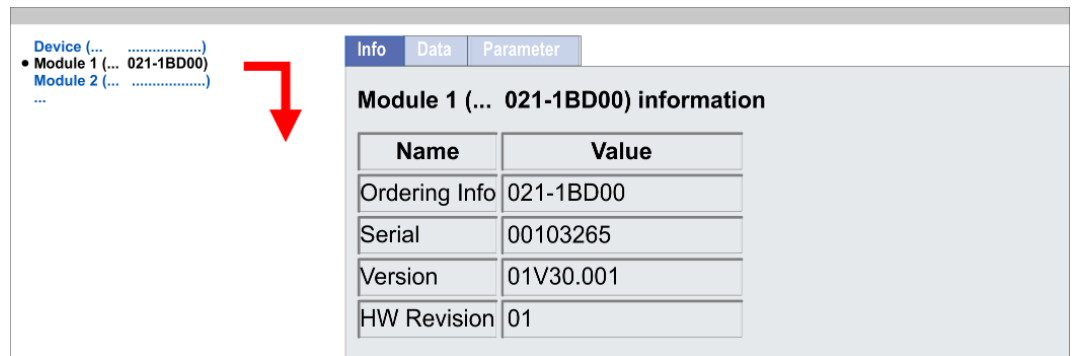 Device (... ..................)
• Module 1 (... 021-1BD00)
Module 2 (... ..................)
...
Info Data Parameter
Module 1 (... 021-1BD00) information
Name Value
Ordering Info 021-1BD00
Serial 00103265
Version 01V30.001
HW Revision 01